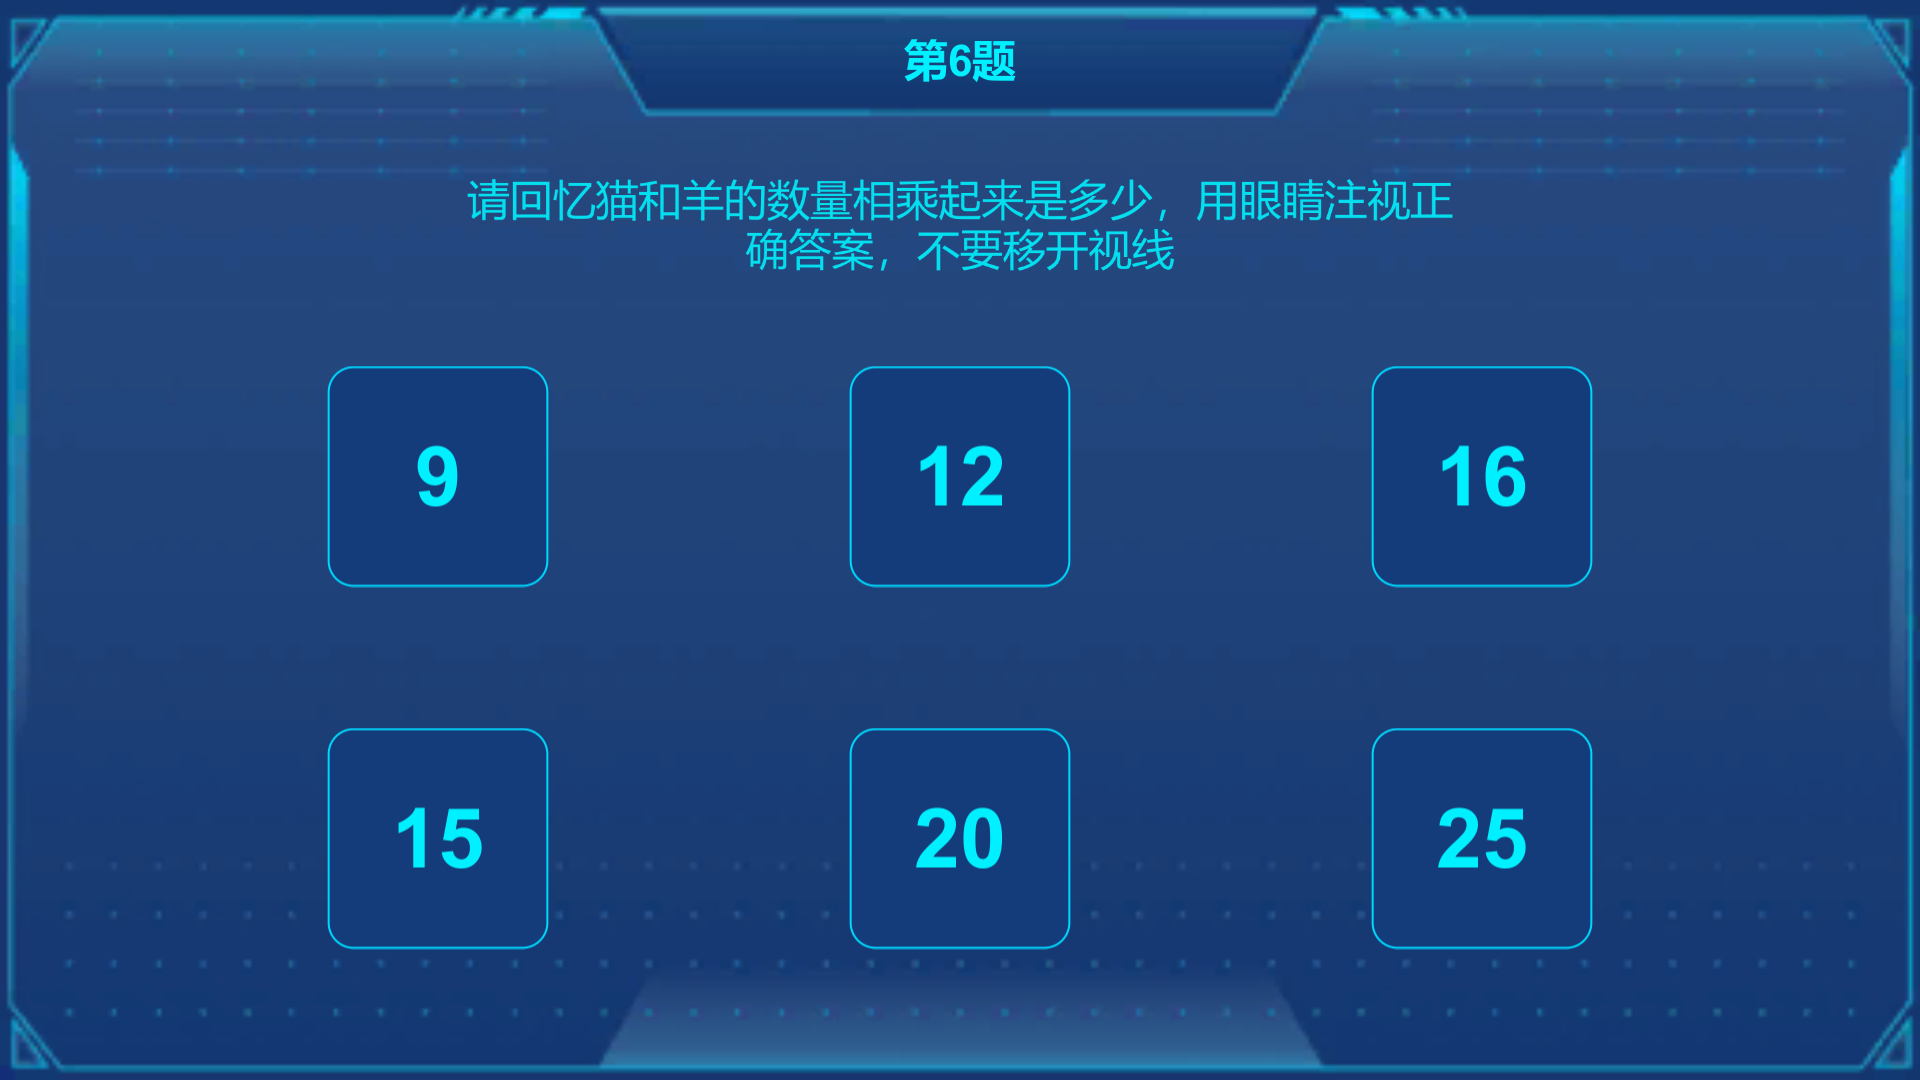 第6题
请回忆猫和羊的数量相乘起来是多少，用眼睛注视正
确答案，不要移开视线
9 12 16
15 20 25